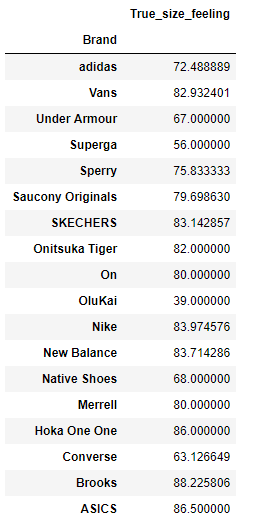 True_size_feeling
Brand
adidas 72.488889
Vans 82.932401
Under Armour 67.000000
Superga 56.000000
Sperry 75.833333
Saucony Originals 79.698630
SKECHERS 83.142857
Onitsuka Tiger 82.000000
On 80.000000
OluKai 39.000000
Nike 83.974576
New Balance 83.714286
Native Shoes 68.000000
Merrell 80.000000
Hoka One One 86.000000
Converse 63.126649
Brooks 88.225806
ASICS 86.500000